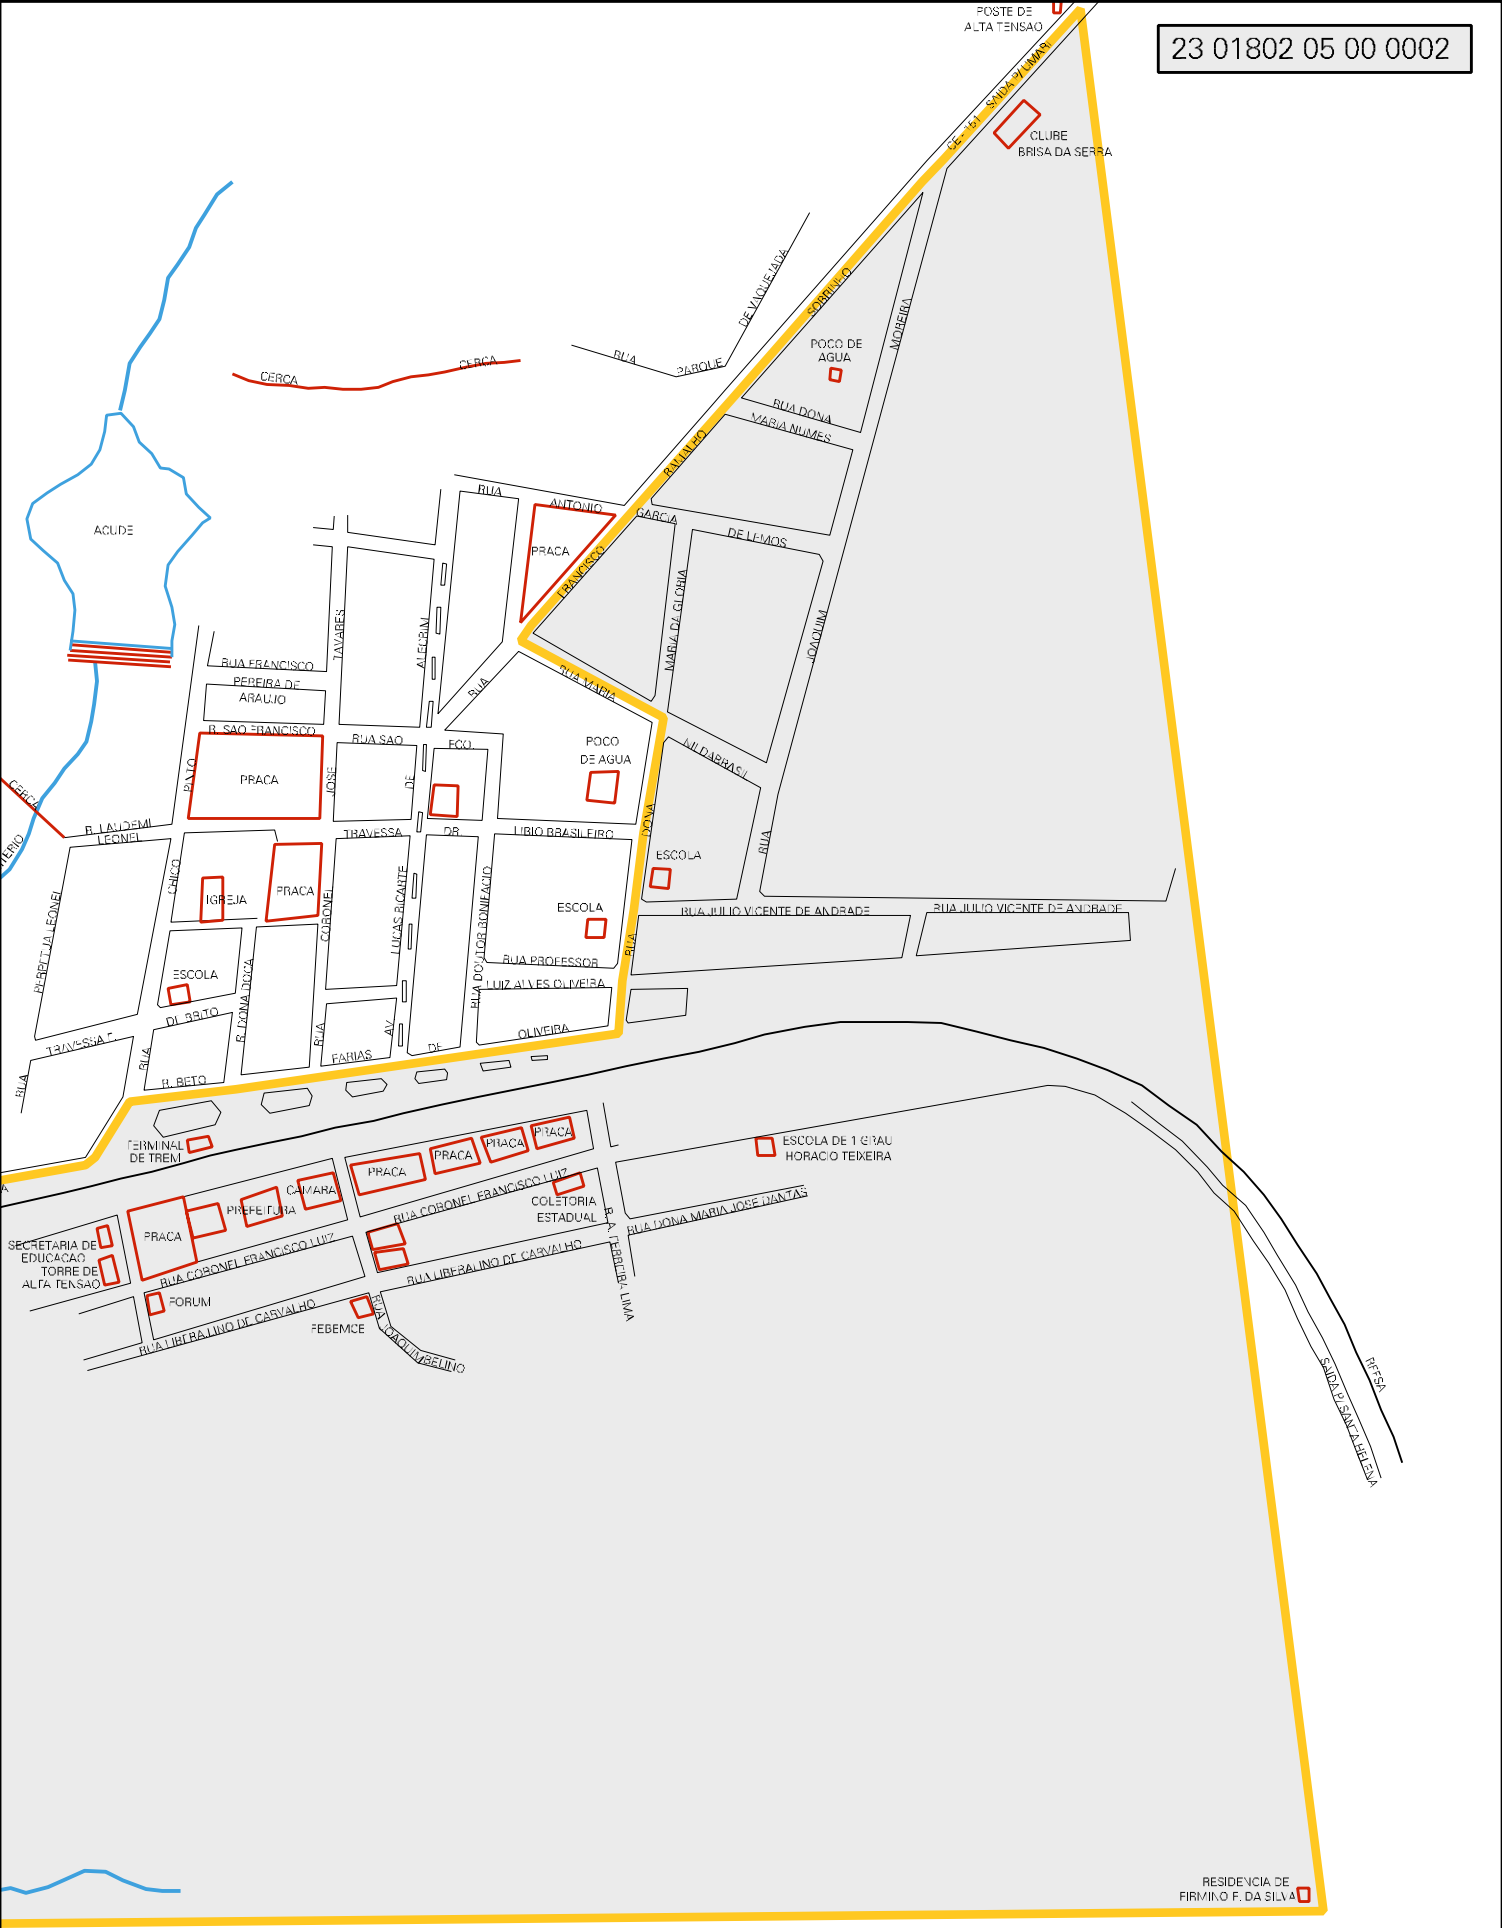 POSTE DE
ALTA TENSAO
23 01802 05 00 0002
SAIDA P/ UMARI
CE - 151
CLUBE
BRISA DA SERRA
DE VAQUEJADA
SOBRINHO
MOREIRA
POCO DE
AGUA
RUA
PARQUE
CERCA
CERCA
RUA DONA
MARIA NUMES
RUA
ANTONIO
GARCIA
DE LEMOS
ACUDE
PRACA
FRANCISCO
MARIA DA GLORIA
TAVARES
ALECRIM
JOAQUIM
RUA FRANCISCO
PEREIRA DE
ARAUJO
RUA
RUA MARIA
R. SAO FRANCISCO
RUA SAO
FCO.
POCO
DE AGUA
PINTO
PRACA
JOSE
DE
CERCA
R. LAUDEMI
LEONEL
TRAVESSA
DR.
LIBIO BRASILEIRO
DONA
RUA
ESCOLA
CHICO
IGREJA
PRACA
CORONEL
LUCAS RICARTE
RUA DOUTOR BONIFACIO
ESCOLA
RUA JULIO VICENTE DE ANDRADE
RUA JULIO VICENTE DE ANDRADE
PERPETUA LEONEL
RUA
ESCOLA
R. DONA DOCA
RUA PROFESSOR
LUIZ ALVES OLIVEIRA
DI. BRITO
RUA
AV.
OLIVEIRA
TRAVESSA F.
RUA
FARIAS
DE
RUA
R. BETO
TERMINAL
DE TREM
PRACA
PRACA
PRACA
PRACA
ESCOLA DE 1 GRAU
HORACIO TEIXEIRA
CAMARA
PREFEITURA
RUA CORONEL FRANCISCO LUIZ
COLETORIA
ESTADUAL
RUA DONA MARIA JOSE DANTAS
PRACA
SECRETARIA DE
EDUCACAO
TORRE DE
ALTA TENSAO
RUA CORONEL FRANCISCO LUIZ
RUA LIBERALINO DE CARVALHO
R. A. FERREIRA LIMA
FORUM
RUA LIBERALINO DE CARVALHO
FEBEMCE
RUA JOAQUIM BELINO
RFFSA
SAIDA P/ SANTA HELENA
RESIDENCIA DE
FIRMINO F. DA SILVA